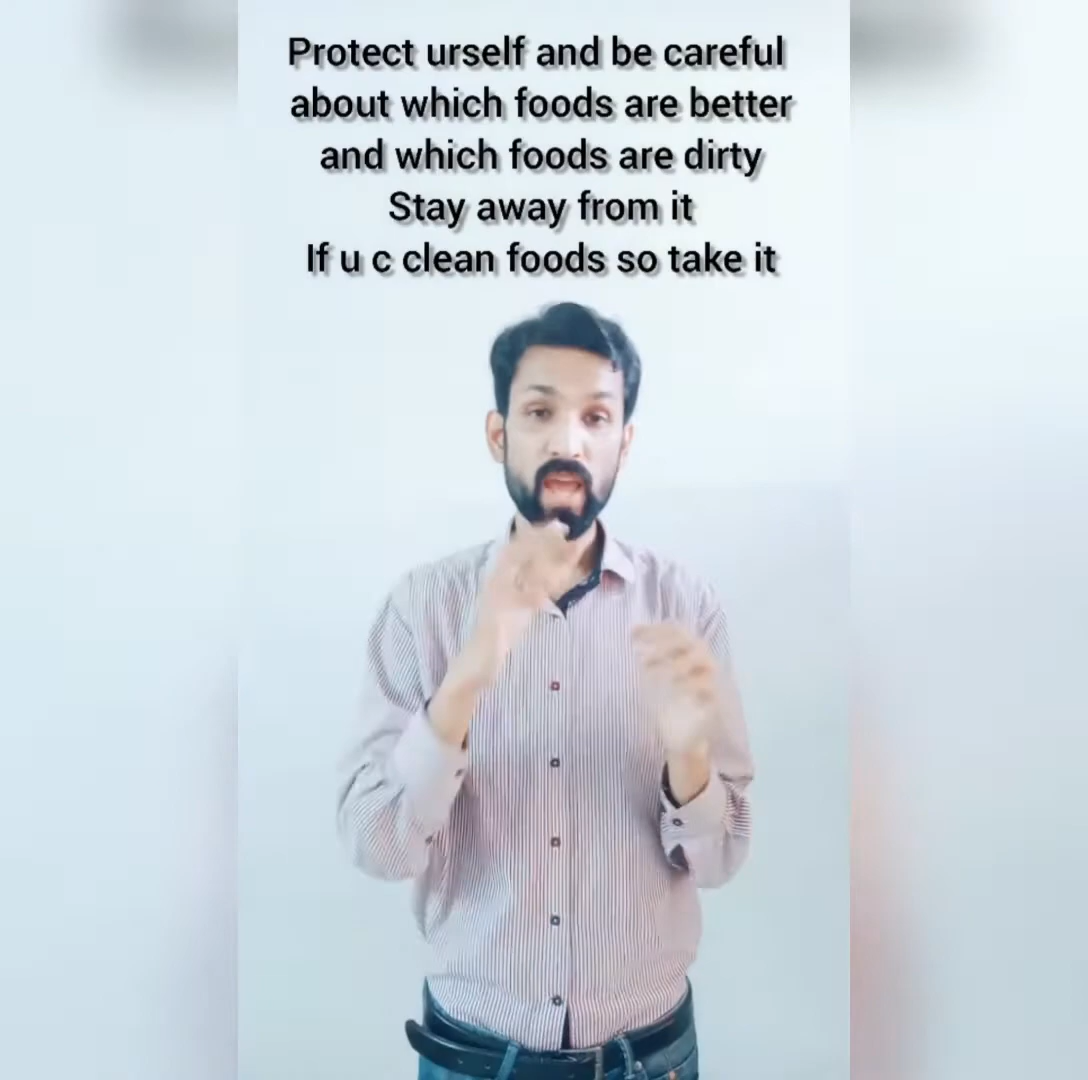 Protect urself and be careful
about which foods are better
and which foods are dirty
Stay away from it
If u c clean foods so take it